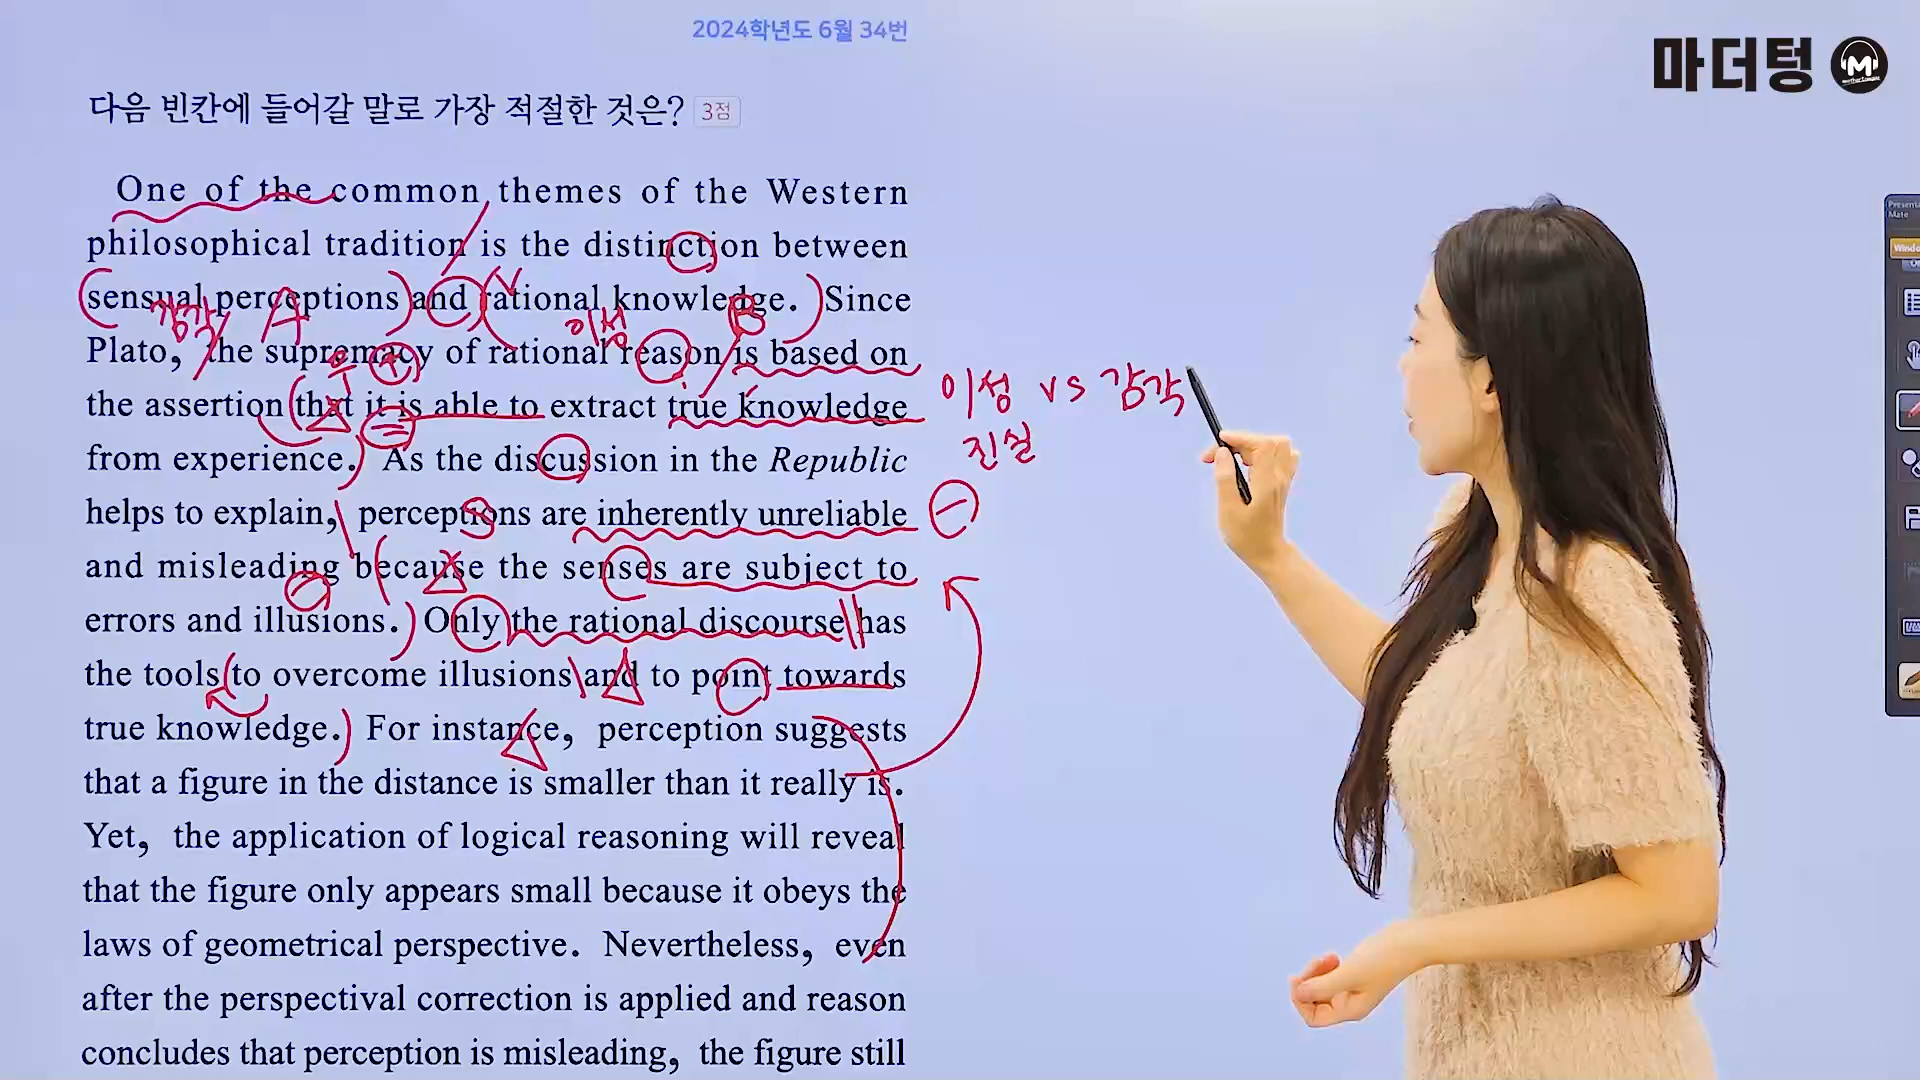 2024학년도 6월 34번
마더텅
다음 빈칸에 들어갈 말로 가장 적절한 것은? 3점
One of the common themes of the Western
philosophical tradition is the distinction between
sensual perceptions and rational knowledge. Since
감각 A 이성 B
Plato, the supremacy of rational reason is based on
우
the assertion that it is able to extract true knowledge
이성 vs 감각
from experience. As the discussion in the Republic
진실
helps to explain, perceptions are inherently unreliable
and misleading because the senses are subject to
errors and illusions. Only the rational discourse has
the tools to overcome illusions and to point towards
true knowledge. For instance, perception suggests
that a figure in the distance is smaller than it really is.
Yet, the application of logical reasoning will reveal
that the figure only appears small because it obeys the
laws of geometrical perspective. Nevertheless, even
after the perspectival correction is applied and reason
concludes that perception is misleading, the figure still